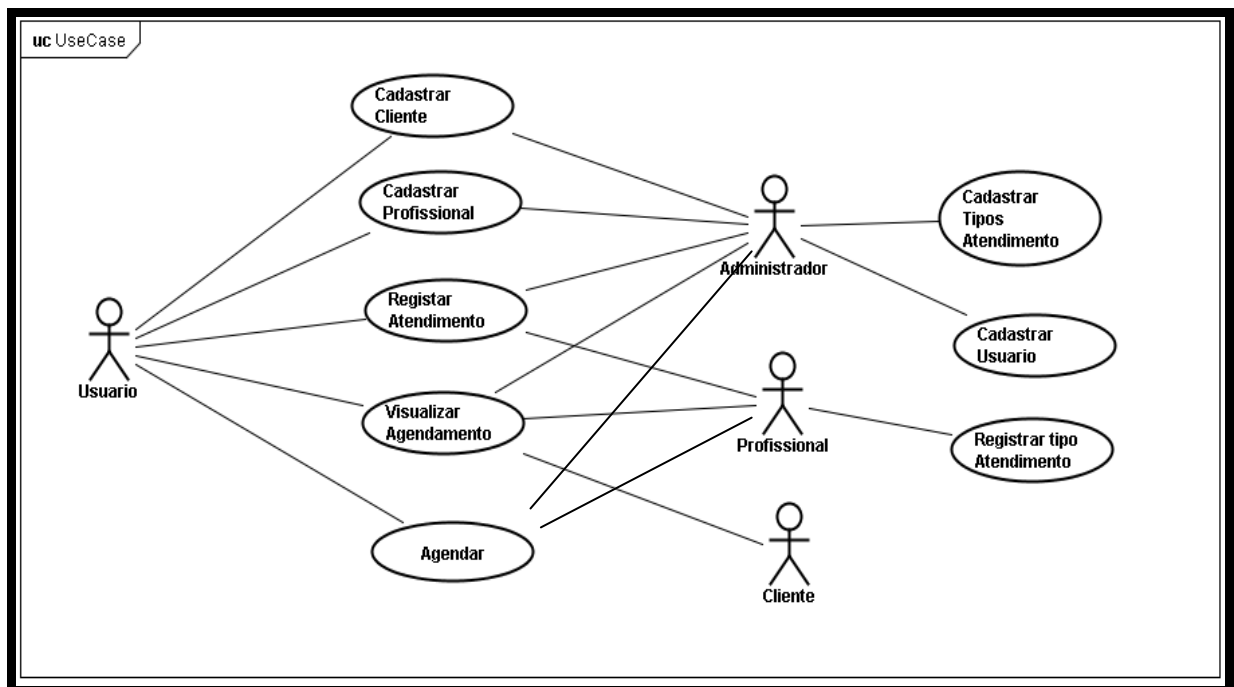 uc UseCase
Cadastrar
Cliente
Cadastrar
Profissional
Registar
Atendimento
Visualizar
Agendamento
Agendar
Usuario
Administrador
Profissional
Cliente
Cadastrar
Tipos
Atendimento
Cadastrar
Usuario
Registrar tipo
Atendimento